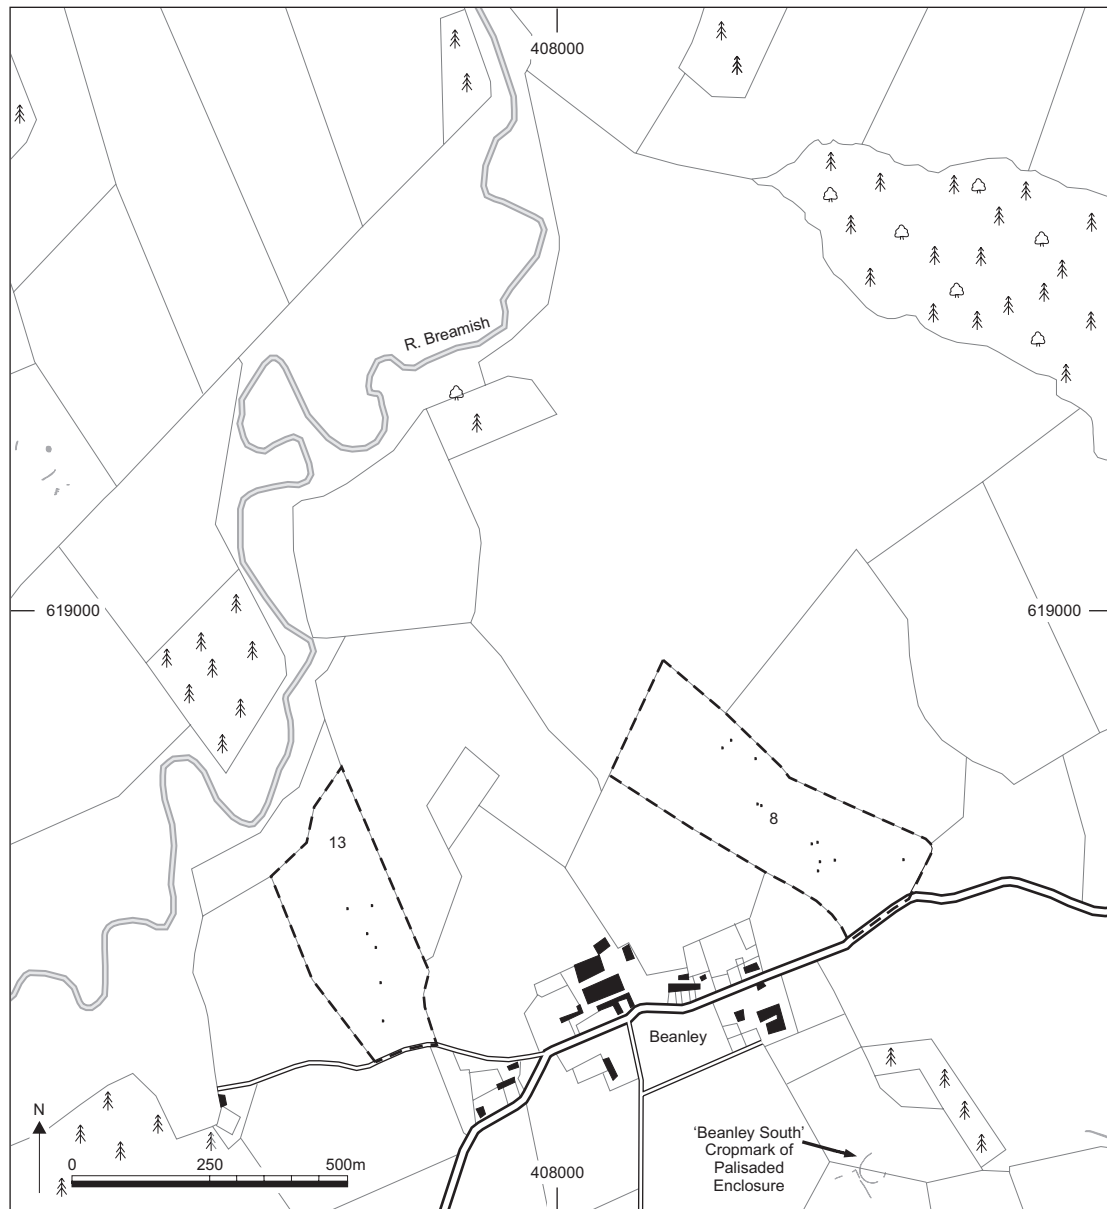 408000
R. Breamish
619000
619000
8
13
Beanley
N
0
250
500m
'Beanley South'
Cropmark of
Palisaded
Enclosure
408000